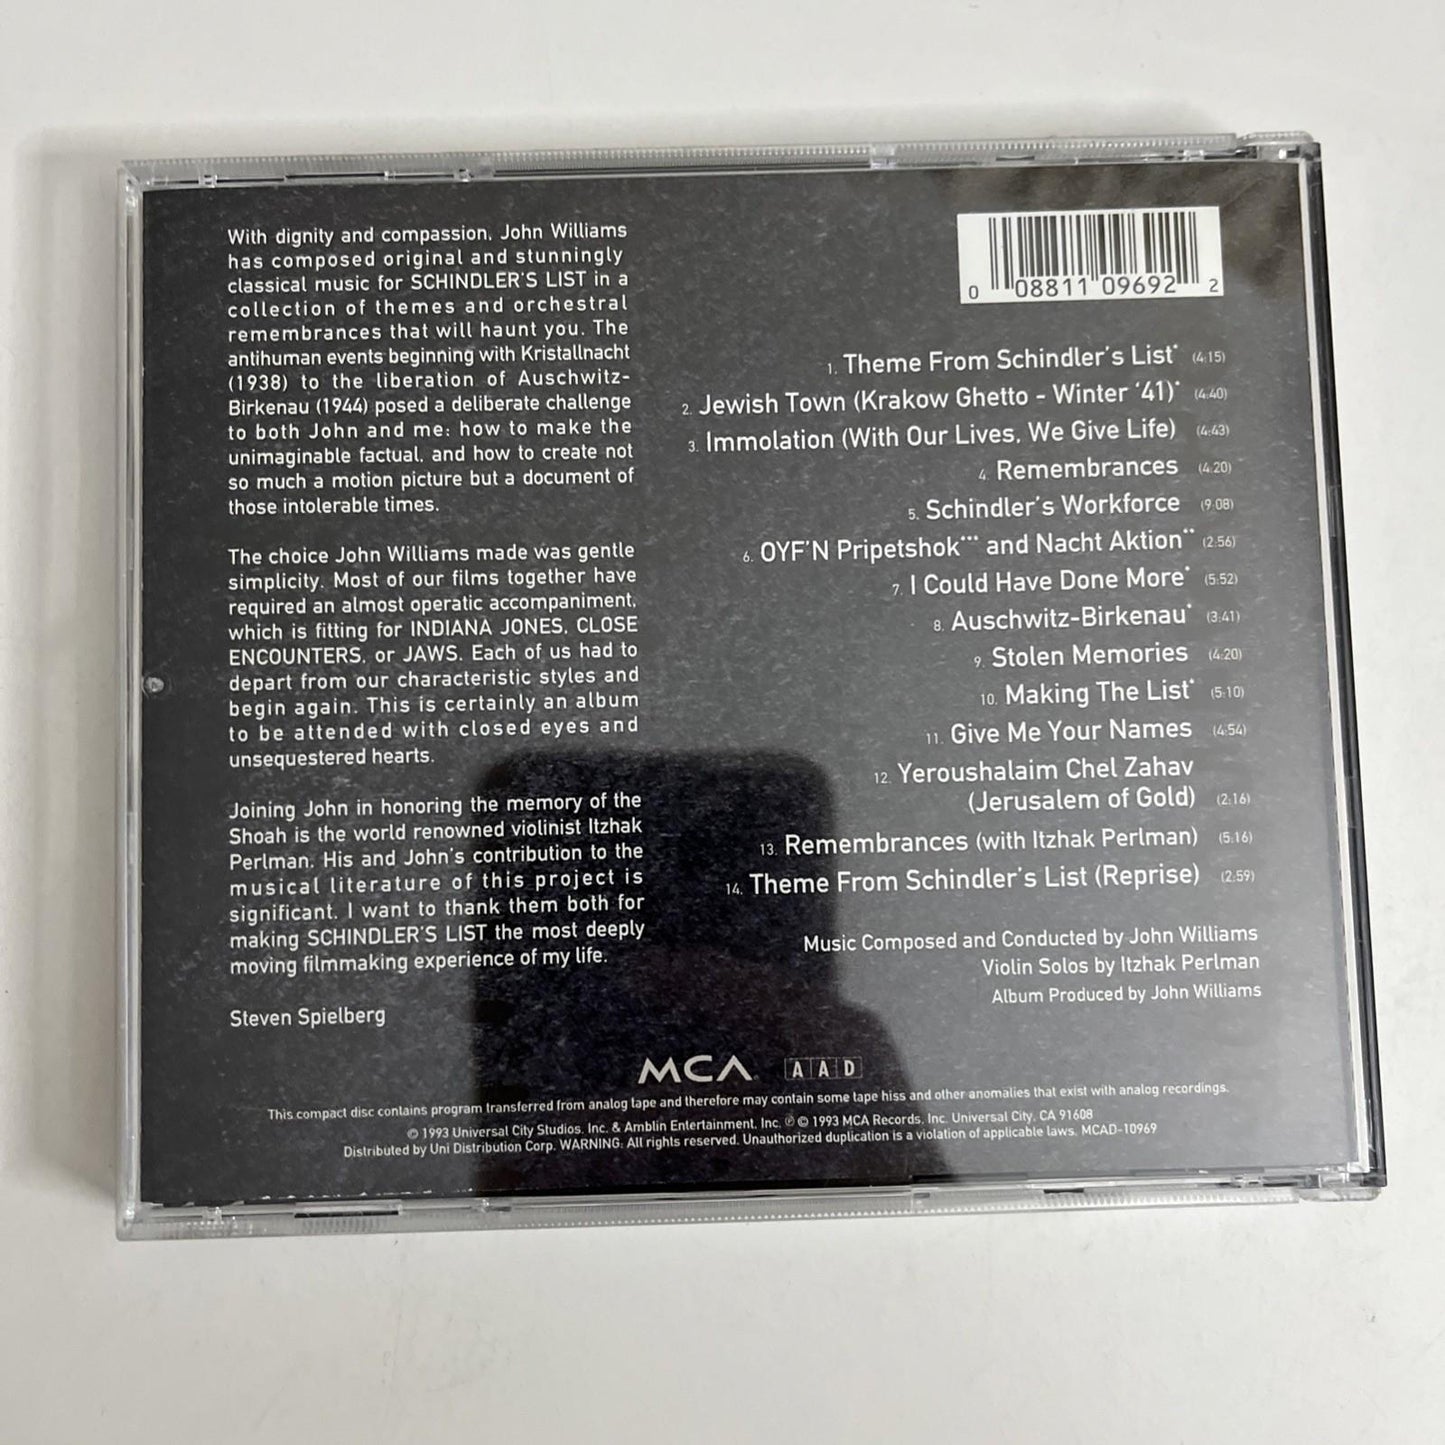 With dignity and compassion, John Williams
has composed original and stunningly
classical music for SCHINDLER'S LIST in a
collection of themes and orchestral
remembrances that will haunt you. The
antihuman events beginning with Kristallnacht
(1938) to the liberation of Auschwitz-
Birkenau (1944) posed a deliberate challenge
to both John and me: how to make the
unimaginable factual, and how to create not
so much a motion picture but a document of
those intolerable times.
The choice John Williams made was gentle
simplicity. Most of our films together have
required an almost operatic accompaniment,
which is fitting for INDIANA JONES, CLOSE
ENCOUNTERS, or JAWS. Each of us had to
depart from our characteristic styles and
begin again. This is certainly an album
to be attended with closed eyes and
unsequestered hearts.
Joining John in honoring the memory of the
Shoah is the world renowned violinist Itzhak
Perlman. His and John's contribution to the
musical literature of this project is
significant. I want to thank them both for
making SCHINDLER'S LIST the most deeply
moving filmmaking experience of my life.
Steven Spielberg
0 08811 09692 2
1. Theme From Schindler's List* (4:15)
2. Jewish Town (Krakow Ghetto - Winter '41)* (4:40)
3. Immolation (With Our Lives, We Give Life) (4:43)
4. Remembrances (4:20)
5. Schindler's Workforce (9:08)
6. OYF'N Pripetshok*** and Nacht Aktion** (2:56)
7. I Could Have Done More* (5:52)
8. Auschwitz-Birkenau* (3:41)
9. Stolen Memories (4:20)
10. Making The List* (5:10)
11. Give Me Your Names (4:54)
12. Yeroushalaim Chel Zahav
(Jerusalem of Gold) (2:16)
13. Remembrances (with Itzhak Perlman) (5:16)
14. Theme From Schindler's List (Reprise) (2:59)
Music Composed and Conducted by John Williams
Violin Solos by Itzhak Perlman
Album Produced by John Williams
MCA AAD
This compact disc contains program transferred from analog tape and therefore may contain some tape hiss and other anomalies that exist with analog recordings.
© 1993 Universal City Studios, Inc. & Amblin Entertainment, Inc. ℗ © 1993 MCA Records, Inc. Universal City, CA 91608
Distributed by Uni Distribution Corp. WARNING: All rights reserved. Unauthorized duplication is a violation of applicable laws. MCAD-10969